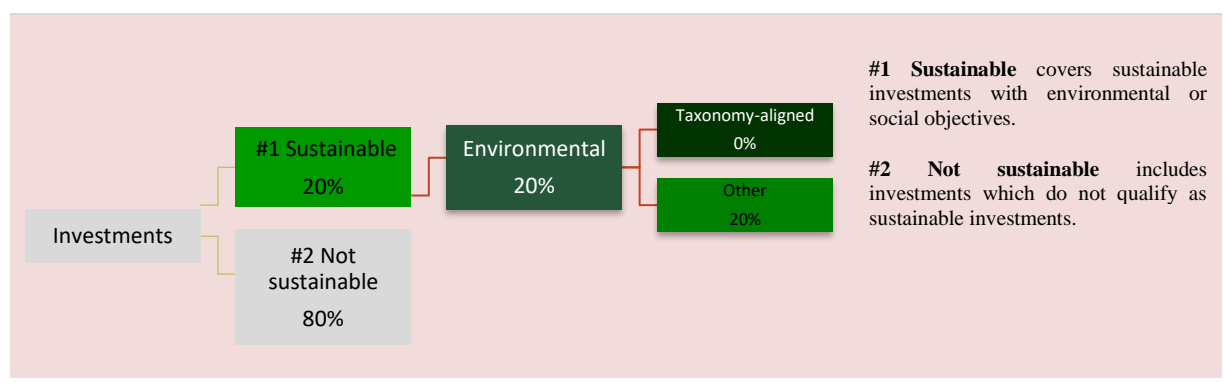 Investments
#1 Sustainable
20%
#2 Not
sustainable
80%
Environmental
20%
Taxonomy-aligned
0%
Other
20%
#1 Sustainable covers sustainable
investments with environmental or
social objectives.
#2 Not sustainable includes
investments which do not qualify as
sustainable investments.